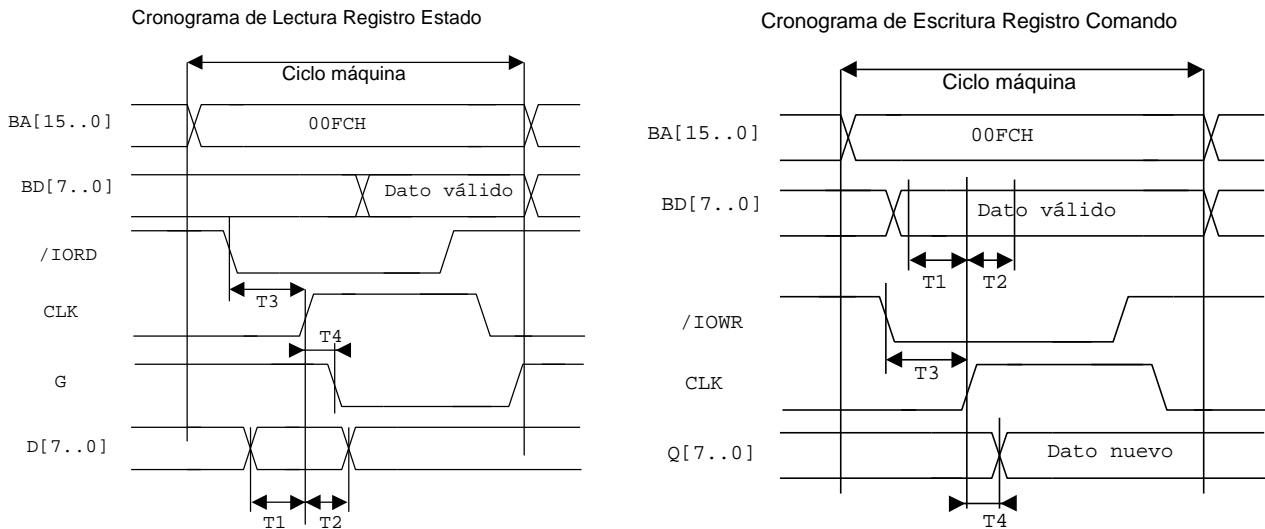 Cronograma de Lectura Registro Estado
Ciclo máquina
BA[15..0]
00FCH
BD[7..0]
Dato válido
/IORD
T3
CLK
T4
G
D[7..0]
T1
T2
Cronograma de Escritura Registro Comando
Ciclo máquina
BA[15..0]
00FCH
BD[7..0]
Dato válido
T1
T2
/IOWR
T3
CLK
Q[7..0]
Dato nuevo
T4